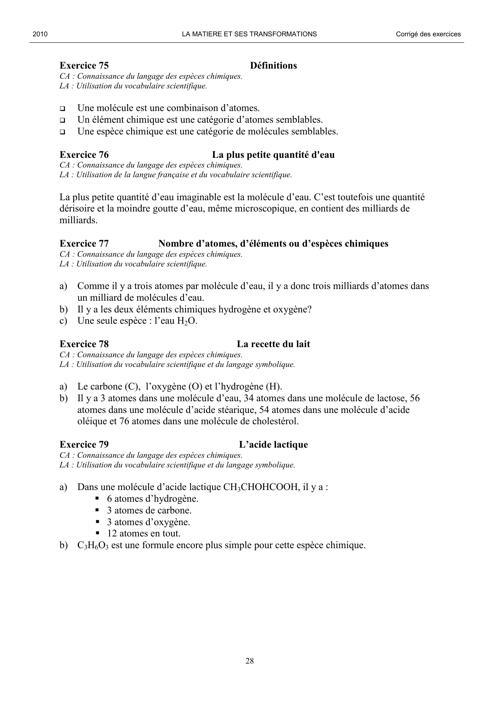 2010 LA MATIERE ET SES TRANSFORMATIONS Corrigé des exercices
Exercice 75 Définitions
CA : Connaissance du langage des espèces chimiques.
LA : Utilisation du vocabulaire scientifique.
❑ Une molécule est une combinaison d'atomes.
❑ Un élément chimique est une catégorie d'atomes semblables.
❑ Une espèce chimique est une catégorie de molécules semblables.
Exercice 76 La plus petite quantité d'eau
CA : Connaissance du langage des espèces chimiques.
LA : Utilisation de la langue française et du vocabulaire scientifique.
La plus petite quantité d'eau imaginable est la molécule d'eau. C'est toutefois une quantité
dérisoire et la moindre goutte d'eau, même microscopique, en contient des milliards de
milliards.
Exercice 77 Nombre d'atomes, d'éléments ou d'espèces chimiques
CA : Connaissance du langage des espèces chimiques.
LA : Utilisation du vocabulaire scientifique.
a) Comme il y a trois atomes par molécule d'eau, il y a donc trois milliards d'atomes dans
un milliard de molécules d'eau.
b) Il y a les deux éléments chimiques hydrogène et oxygène?
c) Une seule espèce : l'eau H₂O.
Exercice 78 La recette du lait
CA : Connaissance du langage des espèces chimiques.
LA : Utilisation du vocabulaire scientifique et du langage symbolique.
a) Le carbone (C), l'oxygène (O) et l'hydrogène (H).
b) Il y a 3 atomes dans une molécule d'eau, 34 atomes dans une molécule de lactose, 56
atomes dans une molécule d'acide stéarique, 54 atomes dans une molécule d'acide
oléique et 76 atomes dans une molécule de cholestérol.
Exercice 79 L'acide lactique
CA : Connaissance du langage des espèces chimiques.
LA : Utilisation du vocabulaire scientifique et du langage symbolique.
a) Dans une molécule d'acide lactique CH₃CHOHCOOH, il y a :
▪ 6 atomes d'hydrogène.
▪ 3 atomes de carbone.
▪ 3 atomes d'oxygène.
▪ 12 atomes en tout.
b) C₃H₆O₃ est une formule encore plus simple pour cette espèce chimique.
28